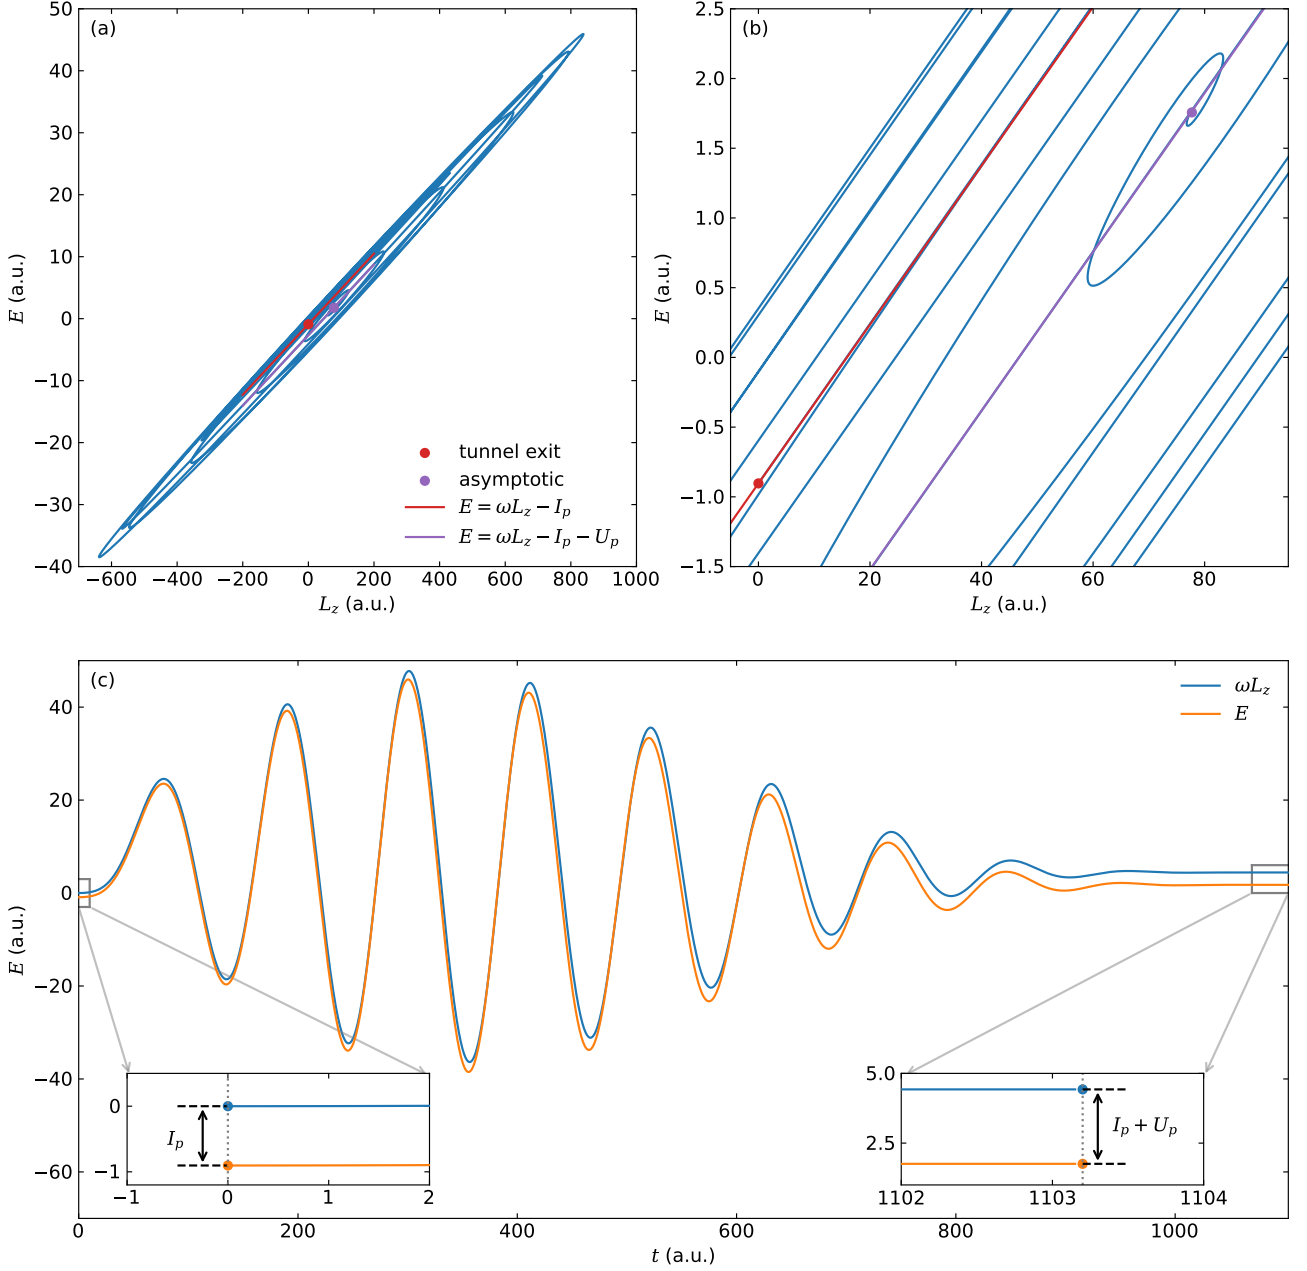 (a)
50
40
30
20
10
0
−10
−20
−30
−40
E (a.u.)
−600 −400 −200 0 200 400 600 800 1000
L_z (a.u.)
tunnel exit
asymptotic
E = ωL_z − I_p
E = ωL_z − I_p − U_p
(b)
2.5
2.0
1.5
1.0
0.5
0.0
−0.5
−1.0
−1.5
E (a.u.)
0 20 40 60 80
L_z (a.u.)
(c)
ωL_z
E
40
20
0
−20
−40
−60
E (a.u.)
0
−1
I_p
−1 0 1 2
5.0
2.5
I_p + U_p
1102 1103 1104
0 200 400 600 800 1000
t (a.u.)